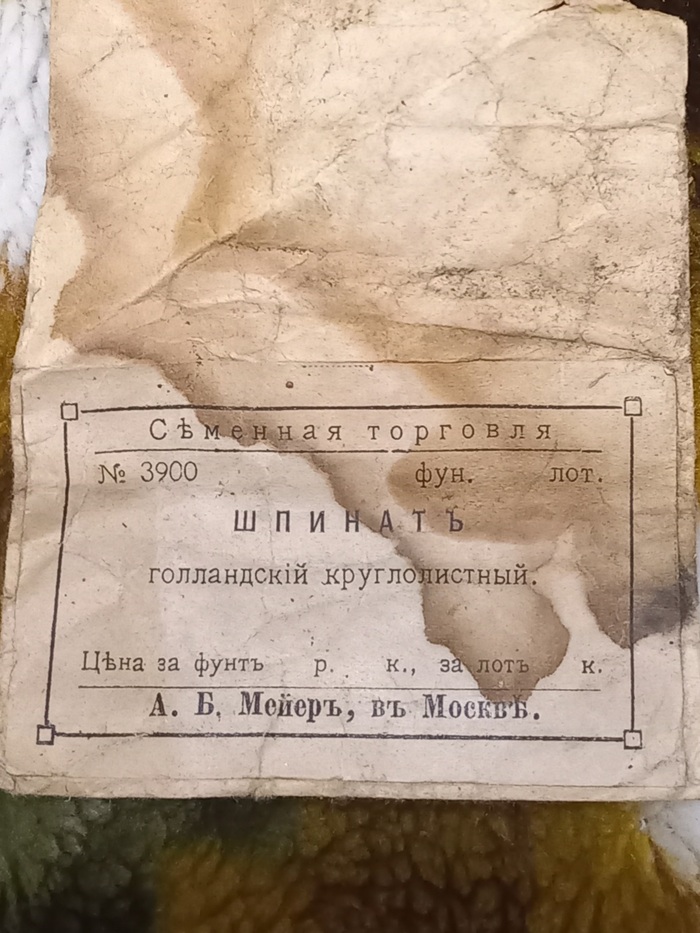 Сѣменная торговля
№ 3900 фун. лот.
ШПИНАТЪ
голландскій круглолистный.
Цѣна за фунтъ р. к., за лотъ к.
А. Б. Мейеръ, въ Москвѣ.